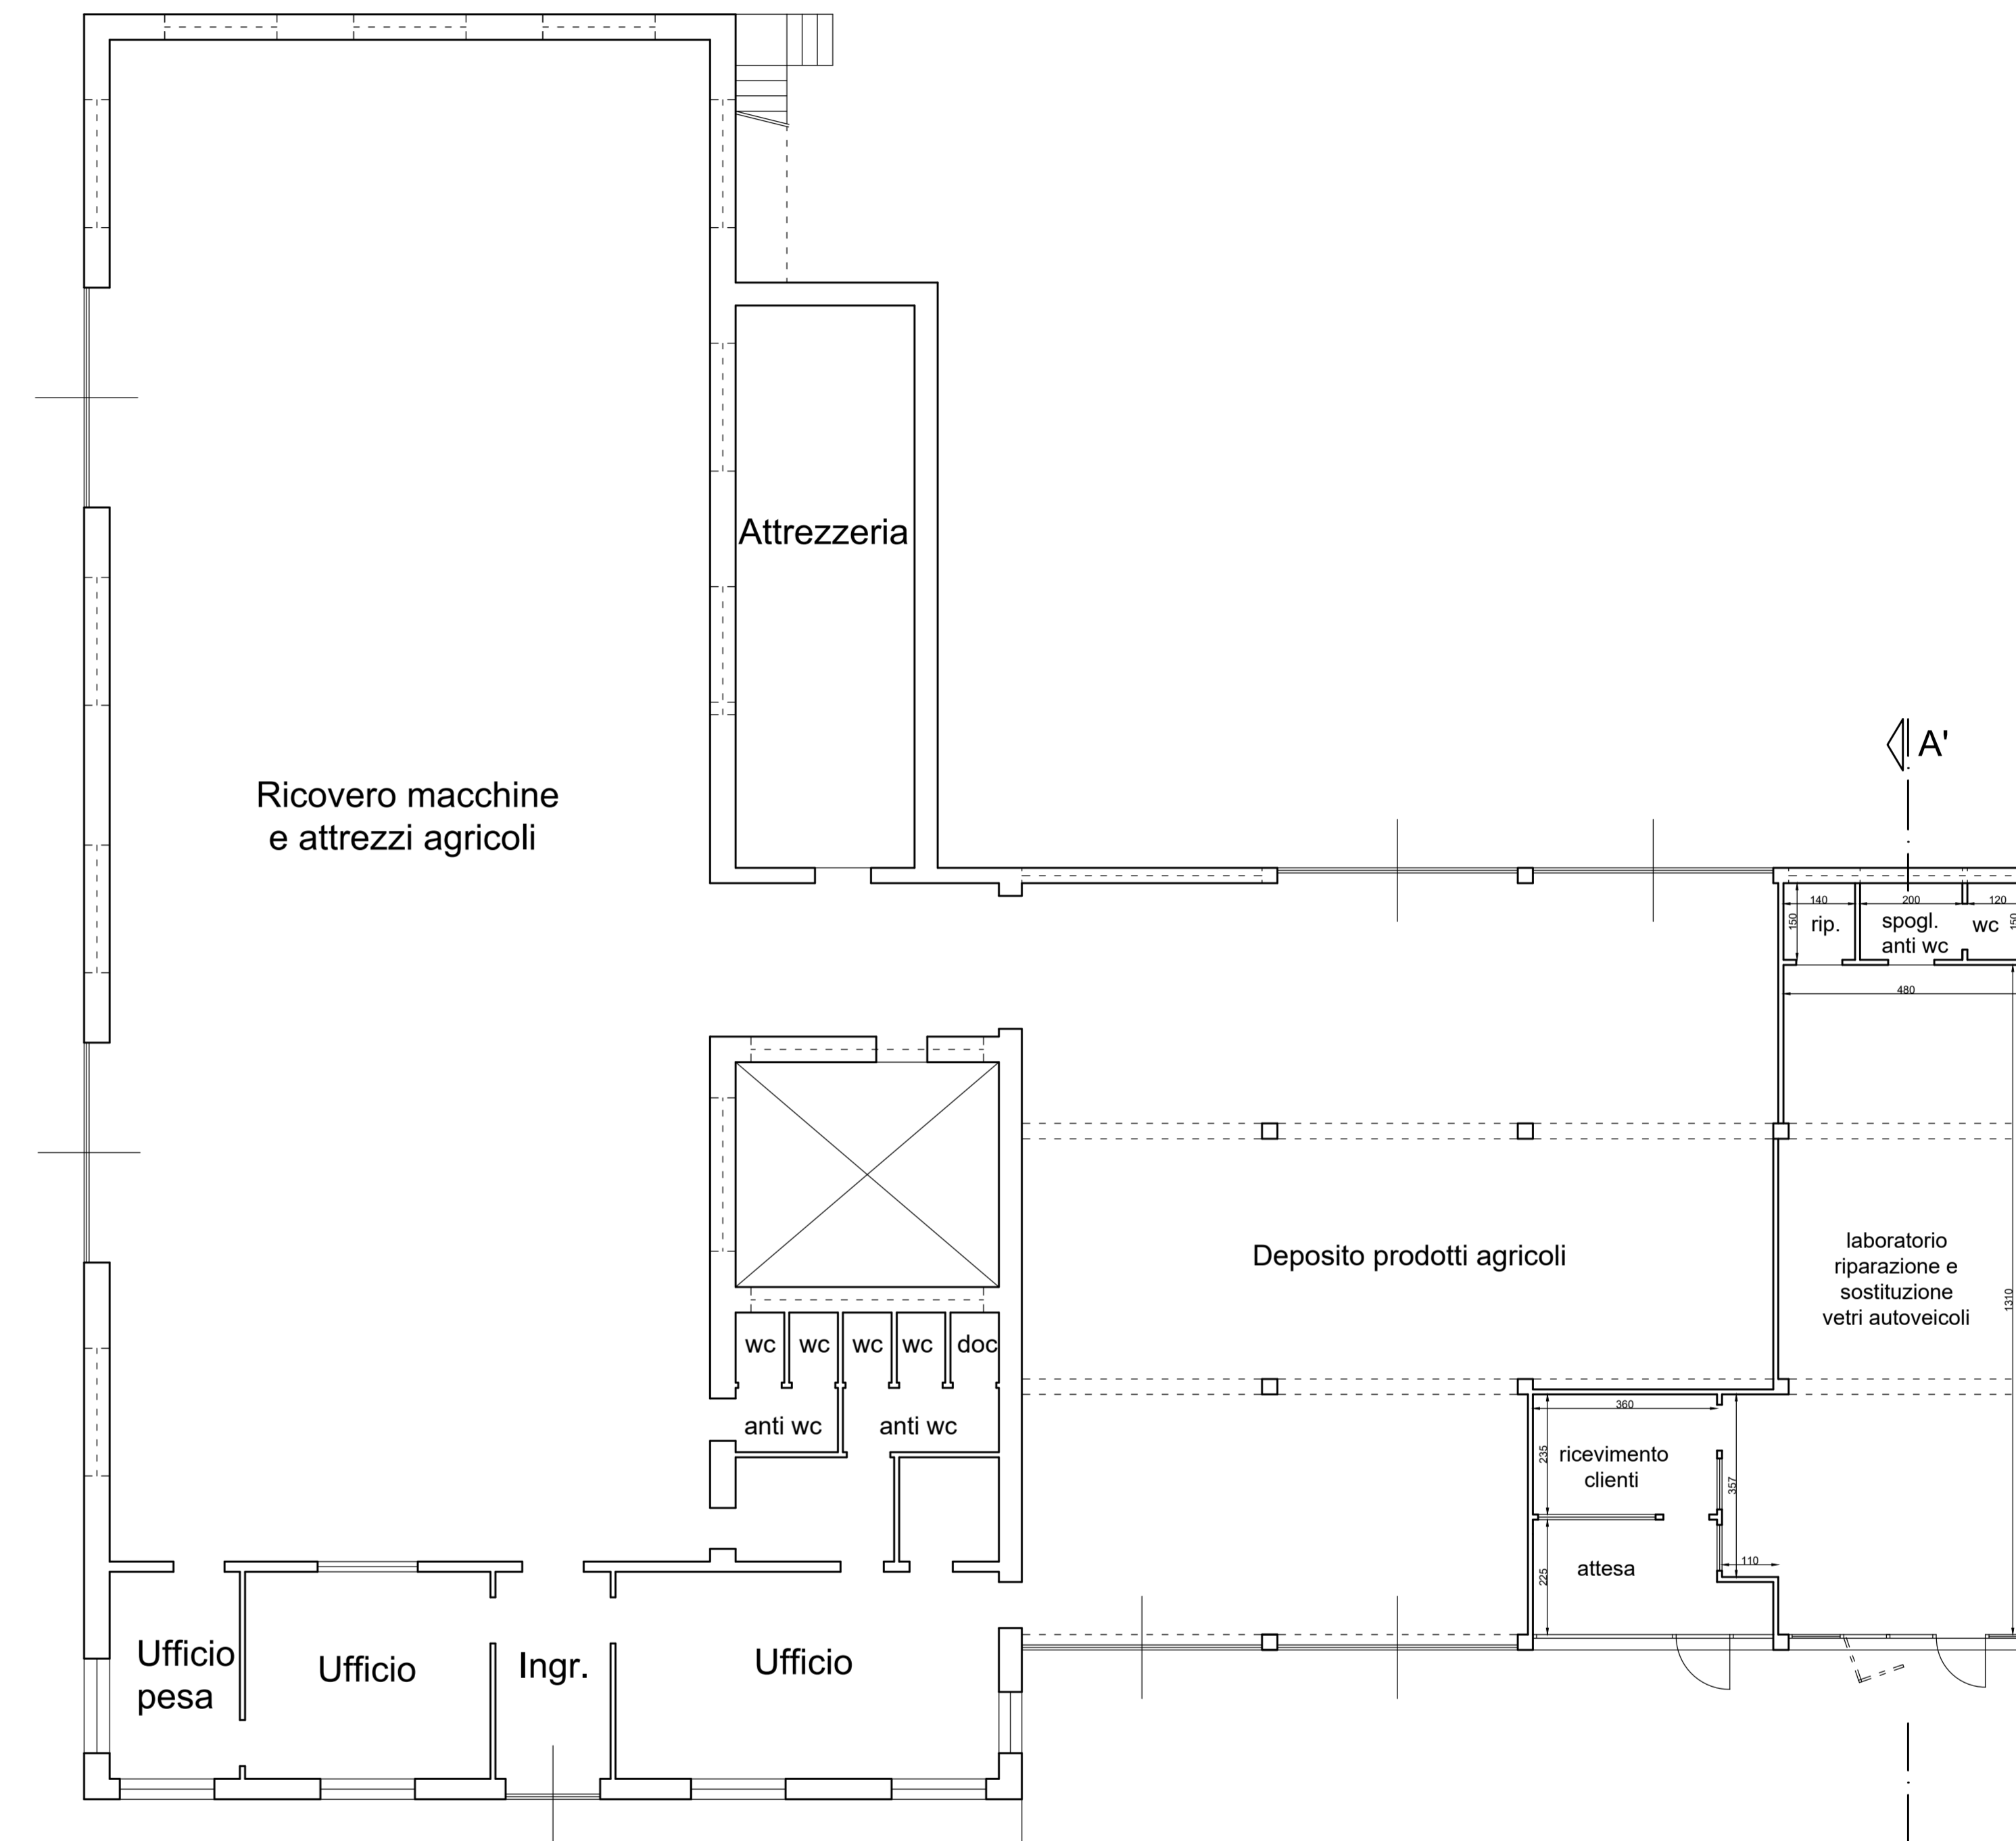 Attrezzeria
A'
Ricovero macchine
e attrezzi agricoli
140
200
120
150
rip.
spogl.
anti wc
wc
150
480
Deposito prodotti agricoli
laboratorio
riparazione e
sostituzione
vetri autoveicoli
1310
wc
wc
wc
wc
doc
anti wc
anti wc
360
235
ricevimento
clienti
357
225
attesa
110
Ufficio
pesa
Ufficio
Ingr.
Ufficio